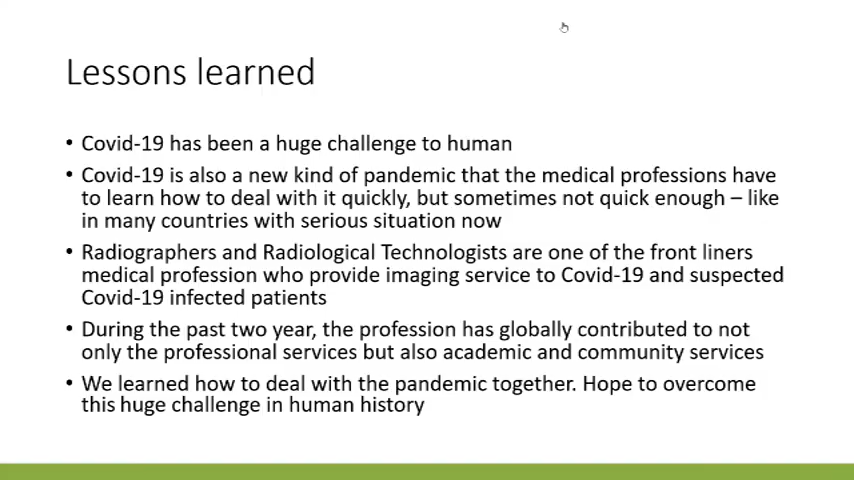 Lessons learned
• Covid-19 has been a huge challenge to human
• Covid-19 is also a new kind of pandemic that the medical professions have
to learn how to deal with it quickly, but sometimes not quick enough – like
in many countries with serious situation now
• Radiographers and Radiological Technologists are one of the front liners
medical profession who provide imaging service to Covid-19 and suspected
Covid-19 infected patients
• During the past two year, the profession has globally contributed to not
only the professional services but also academic and community services
• We learned how to deal with the pandemic together. Hope to overcome
this huge challenge in human history